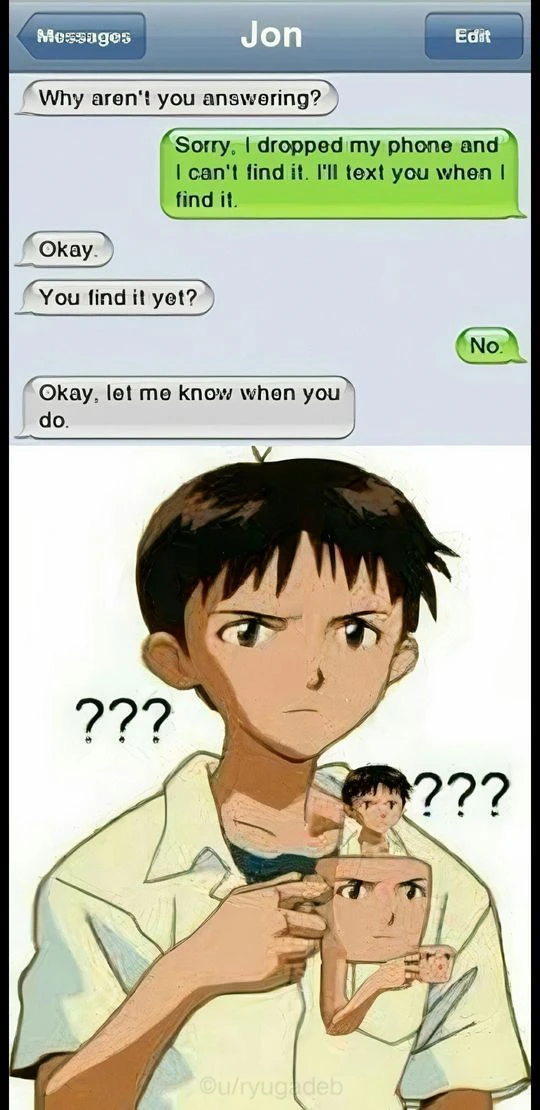 Messages
Jon
Edit
Why aren't you answering?
Sorry, I dropped my phone and
I can't find it. I'll text you when I
find it.
Okay.
You find it yet?
No.
Okay, let me know when you
do.
???
???
©u/ryugadeb